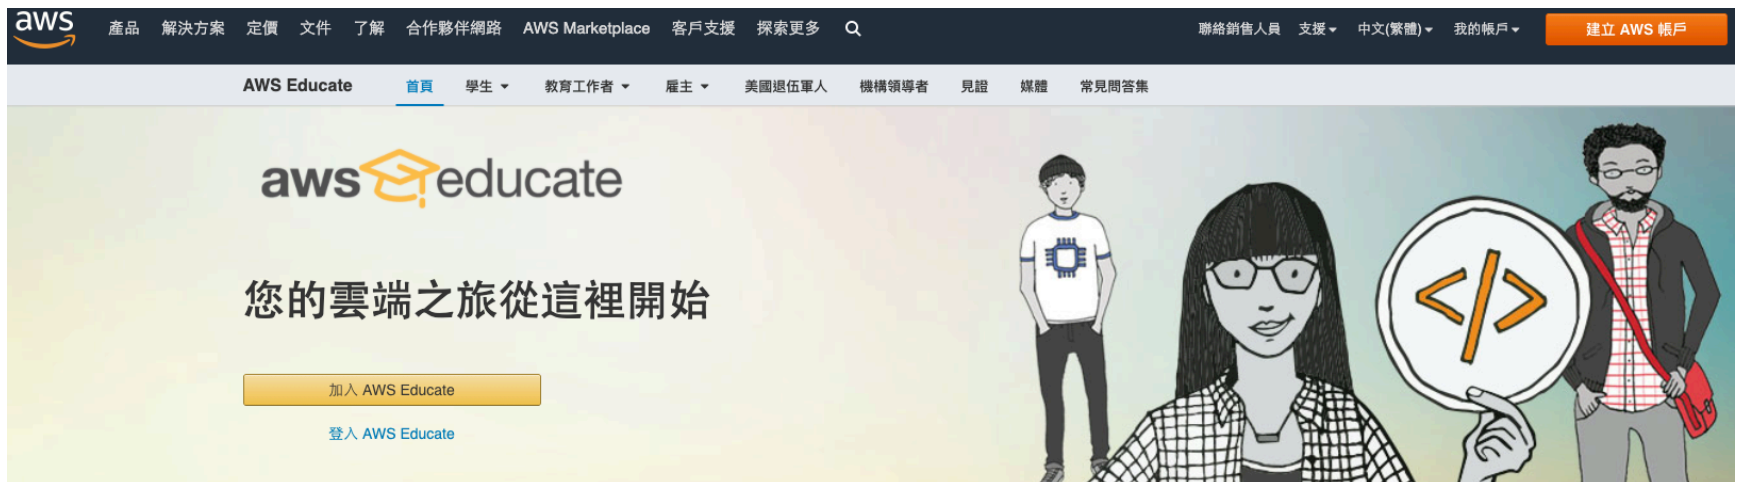 aws 產品 解決方案 定價 文件 了解 合作夥伴網路 AWS Marketplace 客戶支援 探索更多 聯絡銷售人員 支援 中文(繁體) 我的帳戶 建立 AWS 帳戶
AWS Educate 首頁 學生 教育工作者 雇主 美國退伍軍人 機構領導者 見證 媒體 常見問答集
aws educate
您的雲端之旅從這裡開始
</>
加入 AWS Educate
登入 AWS Educate